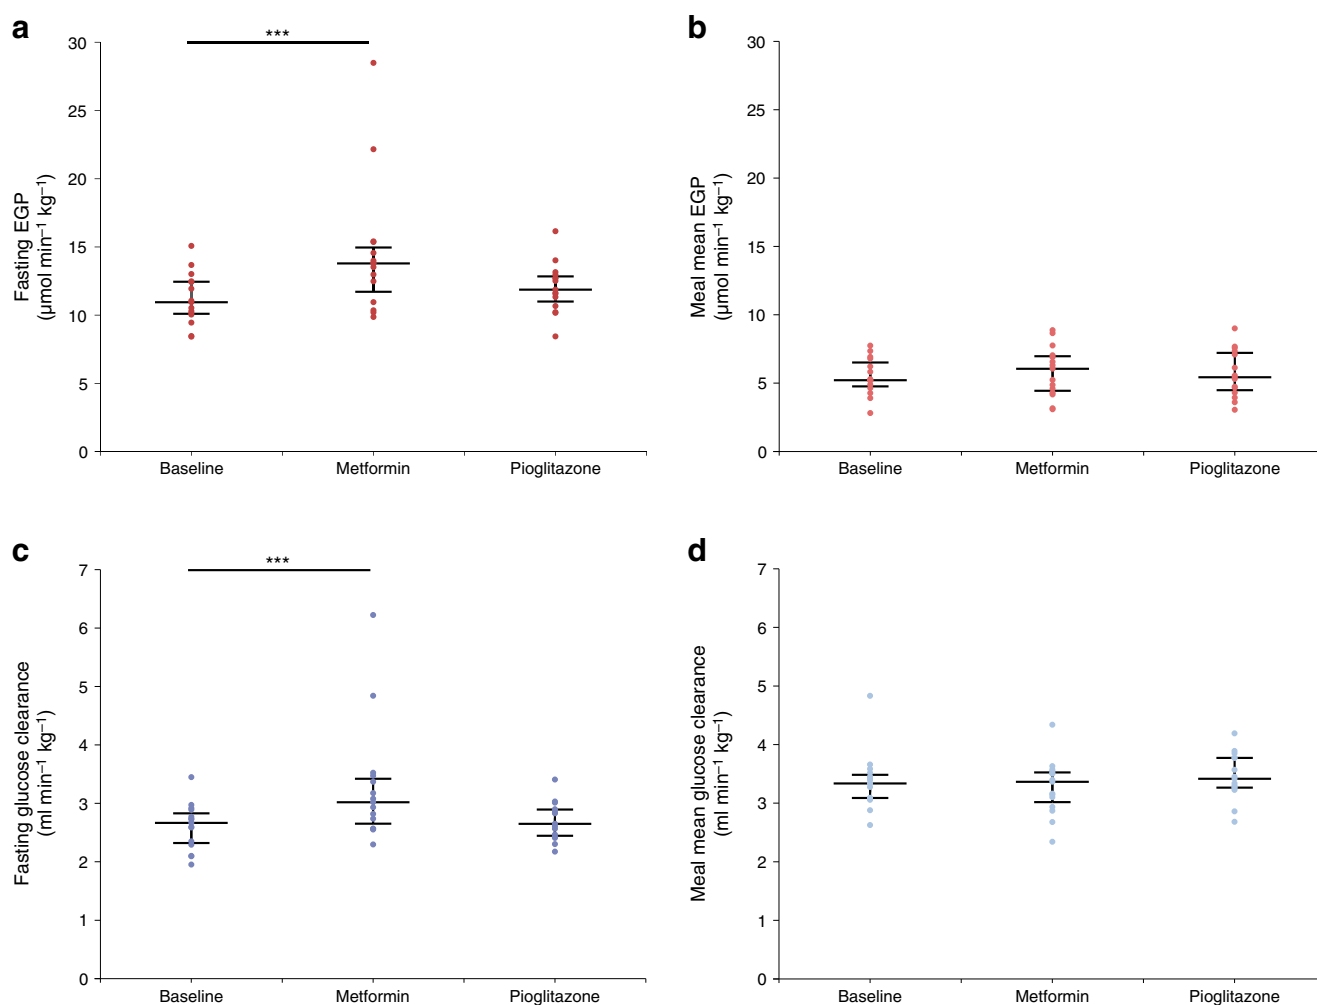 a
***
30
25
20
15
10
5
0
Fasting EGP
(µmol min⁻¹ kg⁻¹)
Baseline
Metformin
Pioglitazone
b
30
25
20
15
10
5
0
Meal mean EGP
(µmol min⁻¹ kg⁻¹)
Baseline
Metformin
Pioglitazone
c
***
7
6
5
4
3
2
1
0
Fasting glucose clearance
(ml min⁻¹ kg⁻¹)
Baseline
Metformin
Pioglitazone
d
7
6
5
4
3
2
1
0
Meal mean glucose clearance
(ml min⁻¹ kg⁻¹)
Baseline
Metformin
Pioglitazone